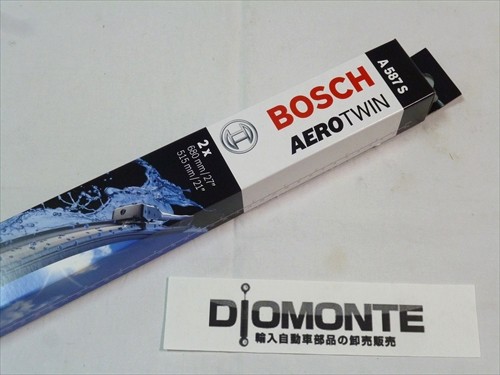 A 587 S
BOSCH
AEROTWIN
2 x
680 mm/27"
515 mm/21"
DIOMONTE
輸入自動車部品の卸売販売